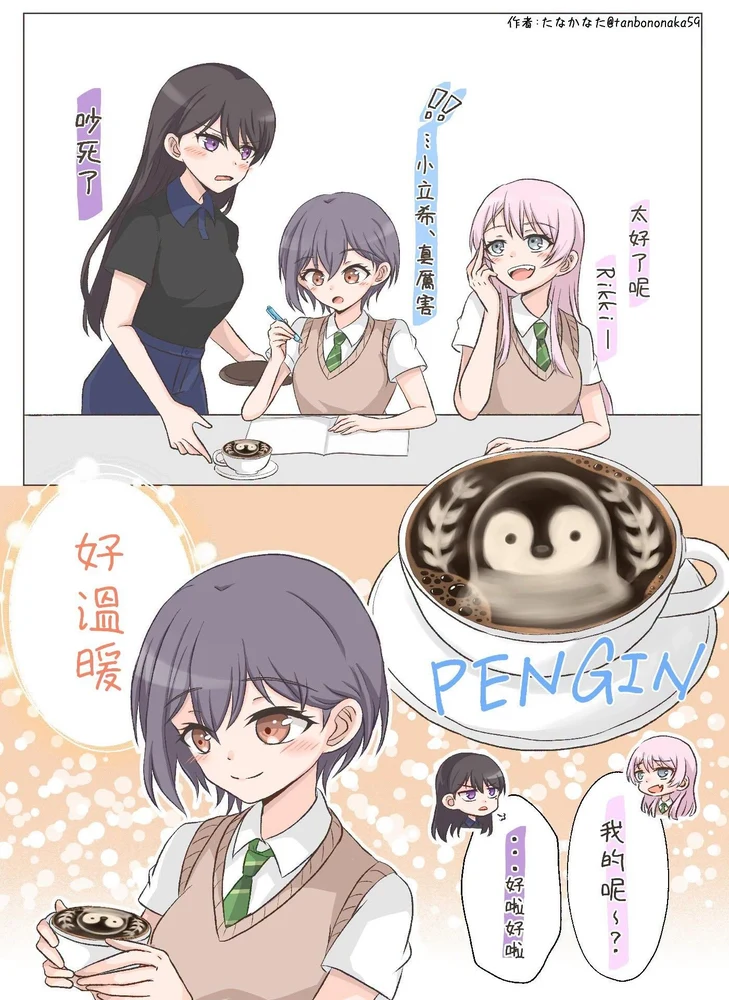 作者：たなかなた@tanbononaka59
太好了呢
Rikki—
!!
…小立希、真厲害
吵死了
PENGIN
好溫暖
我的呢～?
…好啦好啦